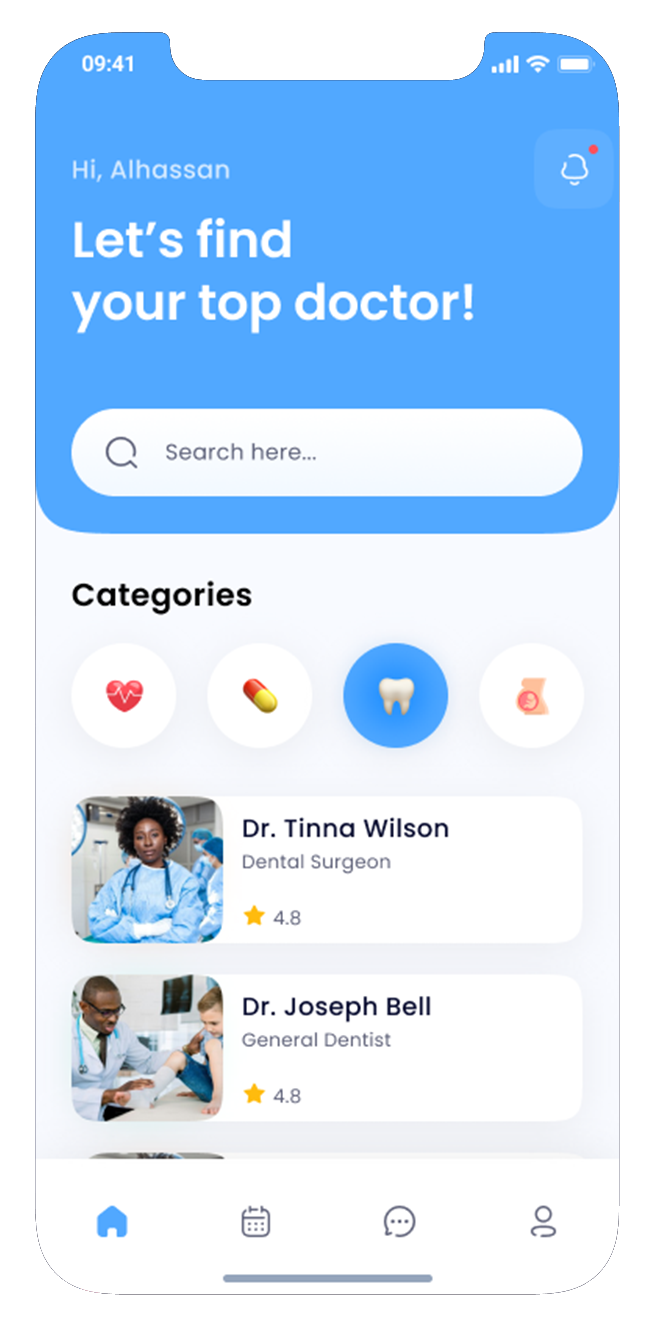 09:41
Hi, Alhassan
Let’s find
your top doctor!
Search here...
Categories
Dr. Tinna Wilson
Dental Surgeon
4.8
Dr. Joseph Bell
General Dentist
4.8